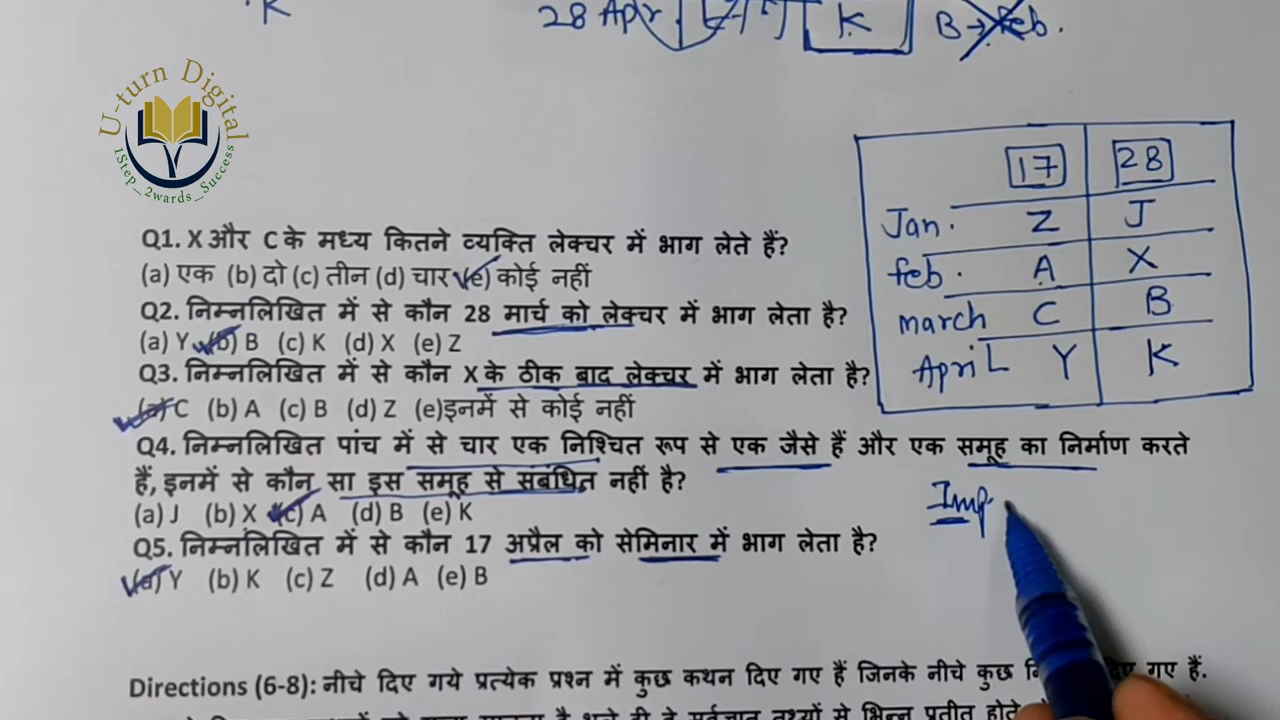 K
28 Apr. K B → Feb.
U-turn Digital
1Step_2wards_Success
17 28
Jan. Z J
feb. A X
march C B
April Y K
Q1. X और C के मध्य कितने व्यक्ति लेक्चर में भाग लेते हैं?
(a) एक (b) दो (c) तीन (d) चार (e) कोई नहीं
Q2. निम्नलिखित में से कौन 28 मार्च को लेक्चर में भाग लेता है?
(a) Y (b) B (c) K (d) X (e) Z
Q3. निम्नलिखित में से कौन X के ठीक बाद लेक्चर में भाग लेता है?
(a) C (b) A (c) B (d) Z (e)इनमें से कोई नहीं
Q4. निम्नलिखित पांच में से चार एक निश्चित रूप से एक जैसे हैं और एक समूह का निर्माण करते
हैं, इनमें से कौन सा इस समूह से संबंधित नहीं है?
(a) J (b) X (c) A (d) B (e) K
Imp.
Q5. निम्नलिखित में से कौन 17 अप्रैल को सेमिनार में भाग लेता है?
(a) Y (b) K (c) Z (d) A (e) B
Directions (6-8): नीचे दिए गये प्रत्येक प्रश्न में कुछ कथन दिए गए हैं जिनके नीचे कुछ दिए गए हैं.
से भिन्न प्रतीत होते